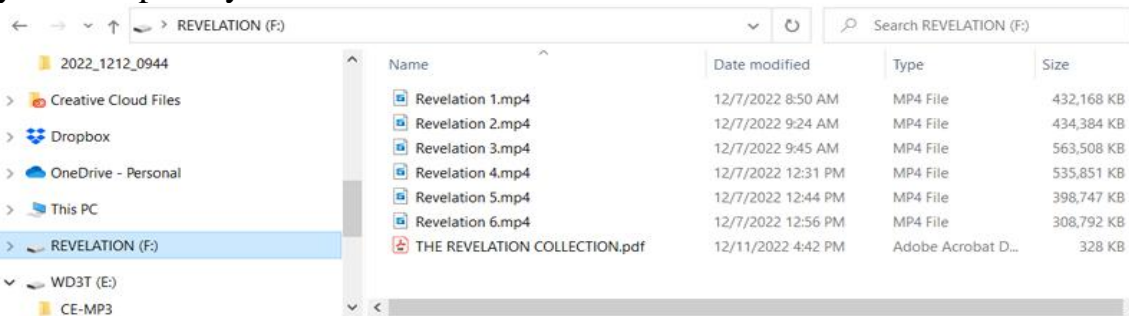 REVELATION (F:)
Search REVELATION (F:)
2022_1212_0944
Creative Cloud Files
Dropbox
OneDrive - Personal
This PC
REVELATION (F:)
WD3T (E:)
CE-MP3
Name Date modified Type Size
Revelation 1.mp4 12/7/2022 8:50 AM MP4 File 432,168 KB
Revelation 2.mp4 12/7/2022 9:24 AM MP4 File 434,384 KB
Revelation 3.mp4 12/7/2022 9:45 AM MP4 File 563,508 KB
Revelation 4.mp4 12/7/2022 12:31 PM MP4 File 535,851 KB
Revelation 5.mp4 12/7/2022 12:44 PM MP4 File 398,747 KB
Revelation 6.mp4 12/7/2022 12:56 PM MP4 File 308,792 KB
THE REVELATION COLLECTION.pdf 12/11/2022 4:42 PM Adobe Acrobat D... 328 KB